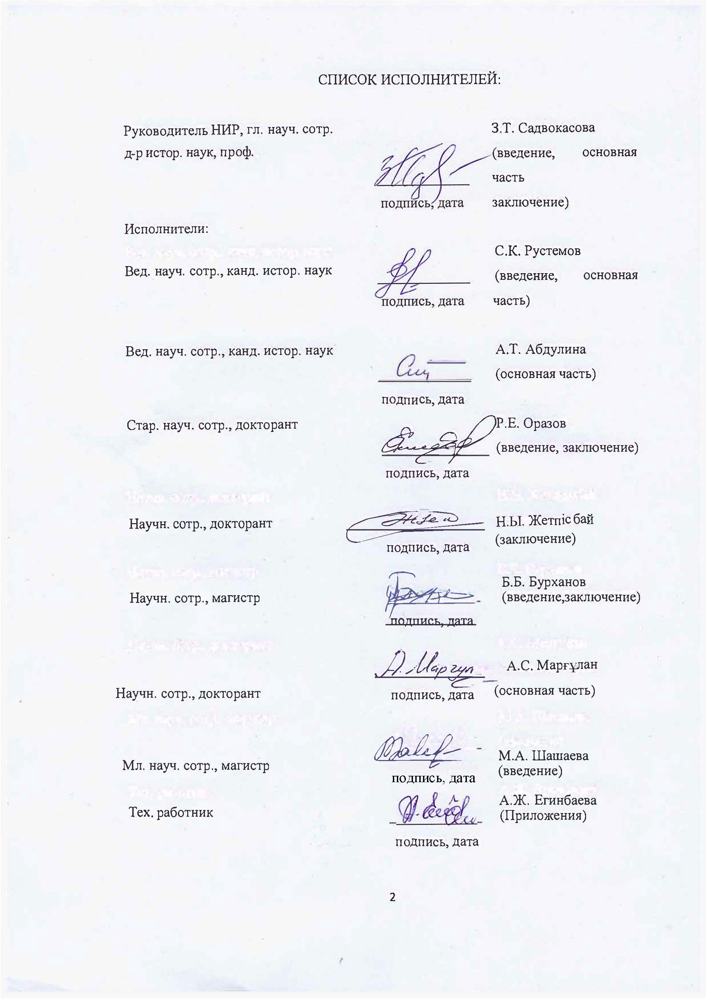 СПИСОК ИСПОЛНИТЕЛЕЙ:
Руководитель НИР, гл. науч. сотр.
д-р истор. наук, проф.
подпись, дата
З.Т. Садвокасова
(введение, основная
часть
заключение)
Исполнители:
Вед. науч. сотр., канд. истор. наук
подпись, дата
С.К. Рустемов
(введение, основная
часть)
Вед. науч. сотр., канд. истор. наук
подпись, дата
А.Т. Абдулина
(основная часть)
Стар. науч. сотр., докторант
подпись, дата
Р.Е. Оразов
(введение, заключение)
Научн. сотр., докторант
подпись, дата
Н.Ы. Жетпіс бай
(заключение)
Научн. сотр., магистр
подпись, дата
Б.Б. Бурханов
(введение,заключение)
Научн. сотр., докторант
А. Маргул
подпись, дата
А.С. Марғұлан
(основная часть)
Мл. науч. сотр., магистр
подпись, дата
М.А. Шашаева
(введение)
Тех. работник
подпись, дата
А.Ж. Егинбаева
(Приложения)
2